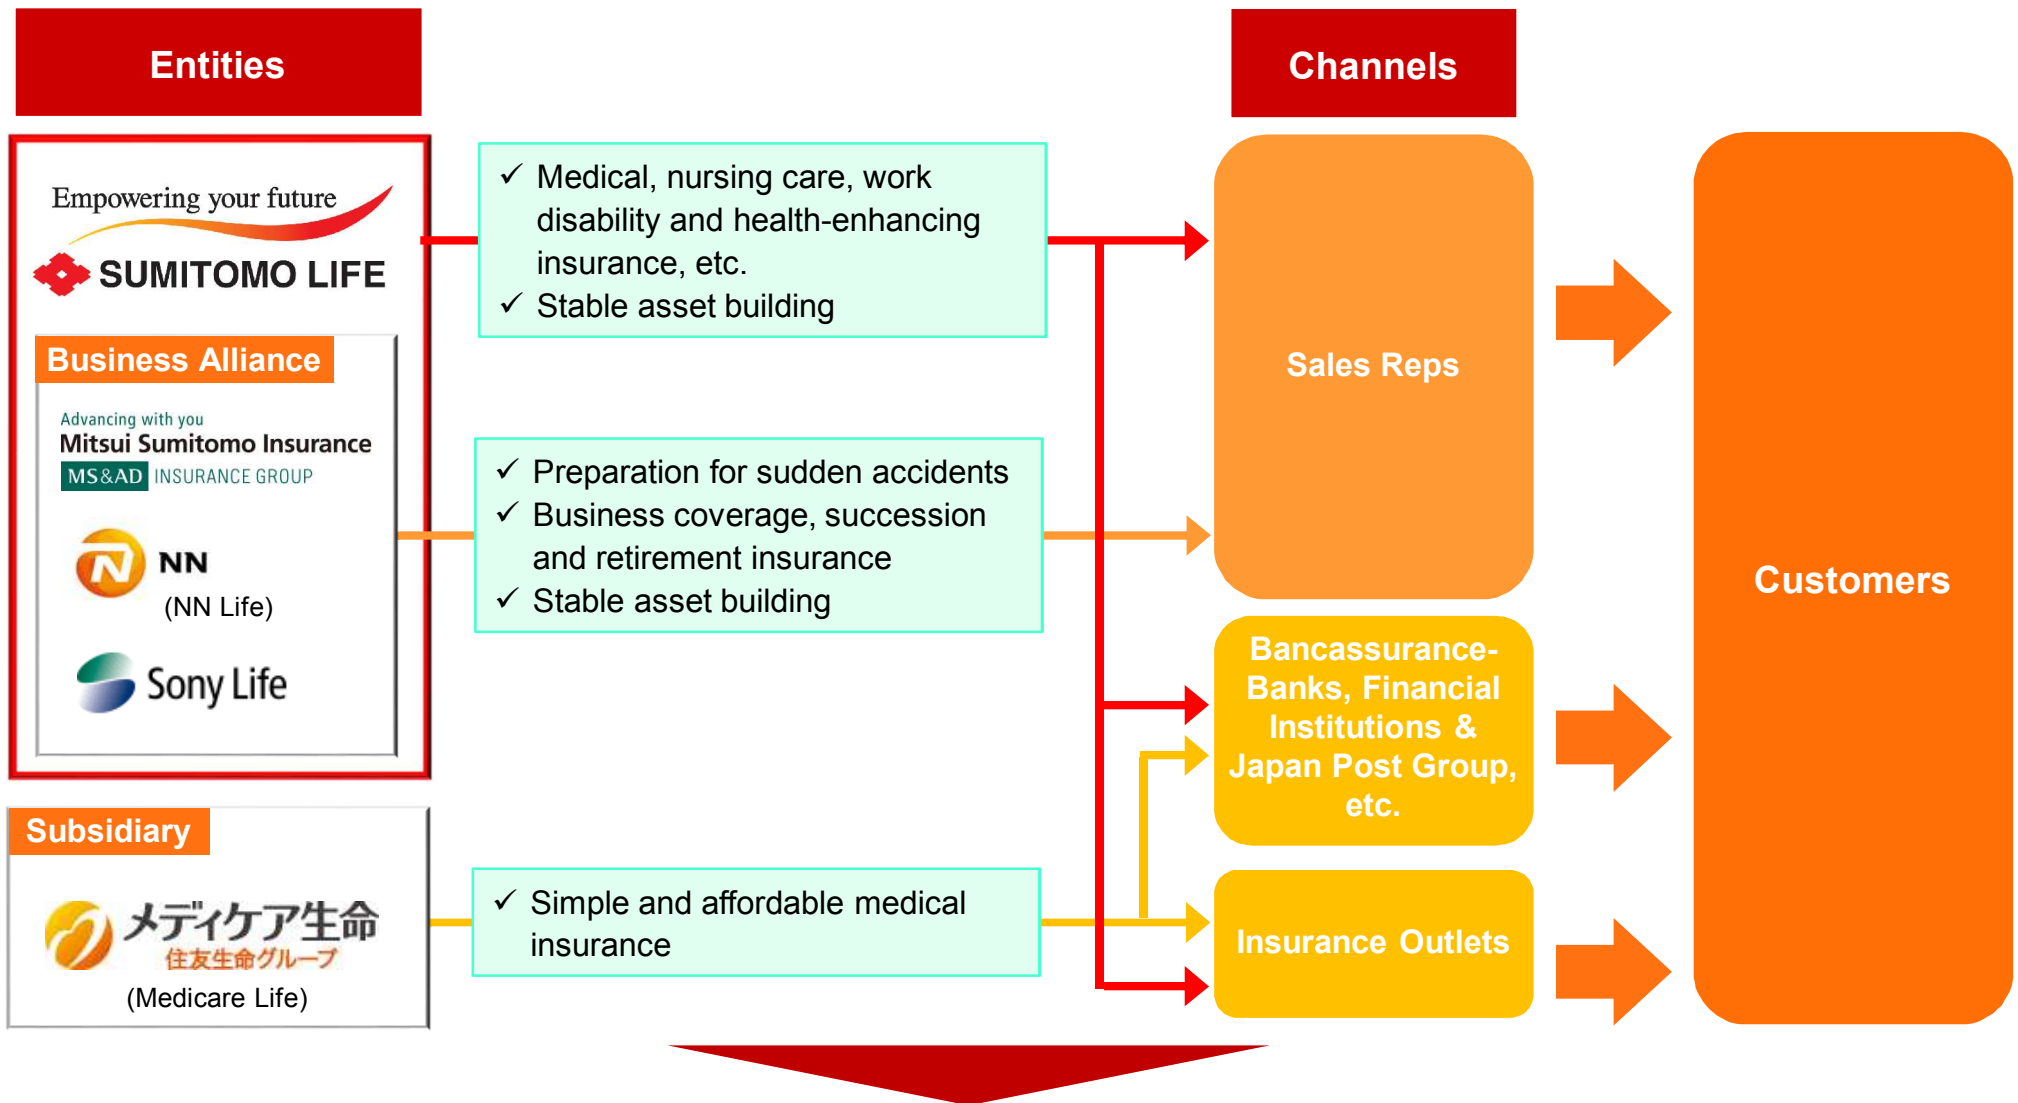 Entities
Channels
Empowering your future
SUMITOMO LIFE
Business Alliance
Advancing with you
Mitsui Sumitomo Insurance
MS&AD INSURANCE GROUP
NN
(NN Life)
Sony Life
Subsidiary
メディケア生命
住友生命グループ
(Medicare Life)
✓ Medical, nursing care, work
disability and health-enhancing
insurance, etc.
✓ Stable asset building
✓ Preparation for sudden accidents
✓ Business coverage, succession
and retirement insurance
✓ Stable asset building
✓ Simple and affordable medical
insurance
Sales Reps
Bancassurance-
Banks, Financial
Institutions &
Japan Post Group,
etc.
Insurance Outlets
Customers